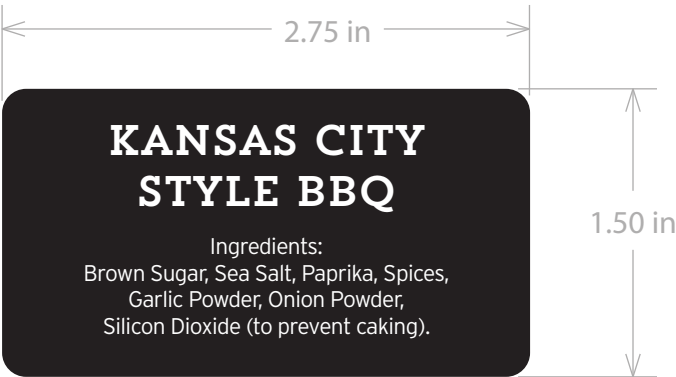 2.75 in
KANSAS CITY
STYLE BBQ
1.50 in
Ingredients:
Brown Sugar, Sea Salt, Paprika, Spices,
Garlic Powder, Onion Powder,
Silicon Dioxide (to prevent caking).